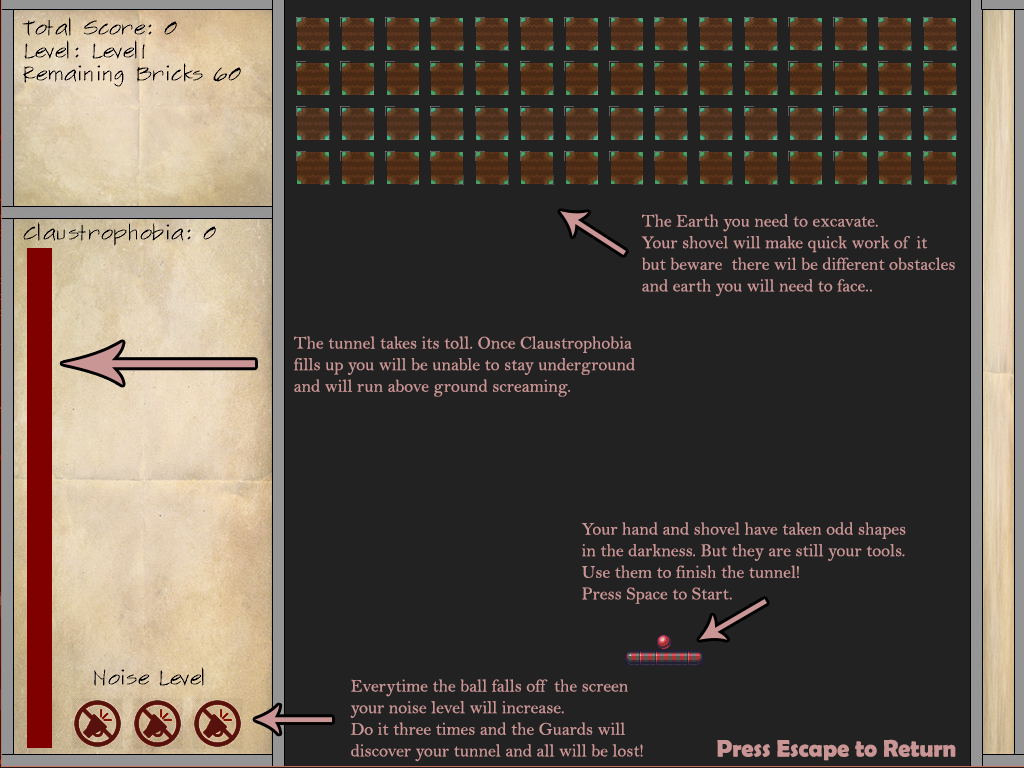 Total Score: 0
Level: Level1
Remaining Bricks 60
Claustrophobia: 0
The Earth you need to excavate.
Your shovel will make quick work of it
but beware there wil be different obstacles
and earth you will need to face..
The tunnel takes its toll. Once Claustrophobia
fills up you will be unable to stay underground
and will run above ground screaming.
Your hand and shovel have taken odd shapes
in the darkness. But they are still your tools.
Use them to finish the tunnel!
Press Space to Start.
Noise Level
Everytime the ball falls off the screen
your noise level will increase.
Do it three times and the Guards will
discover your tunnel and all will be lost!
Press Escape to Return